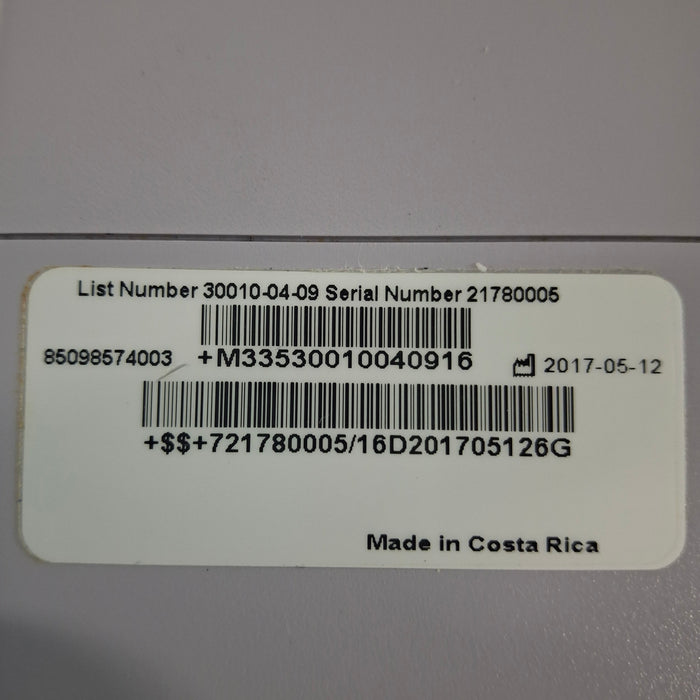 List Number 30010-04-09 Serial Number 21780005
85098574003 +M33530010040916 2017-05-12
+$$+721780005/16D201705126G
Made in Costa Rica